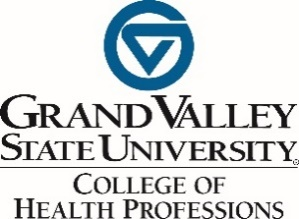 GRAND VALLEY
STATE UNIVERSITY®
COLLEGE OF
HEALTH PROFESSIONS